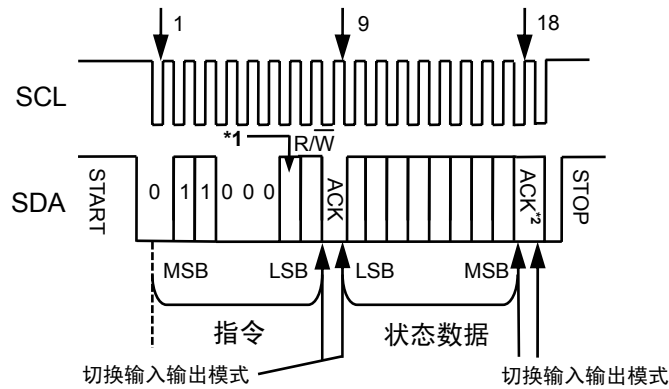 1 9 18
SCL
*1 R/W̅
SDA START 0 1 1 0 0 0 ACK ACK*2 STOP
MSB LSB LSB MSB
指令 状态数据
切换输入输出模式 切换输入输出模式